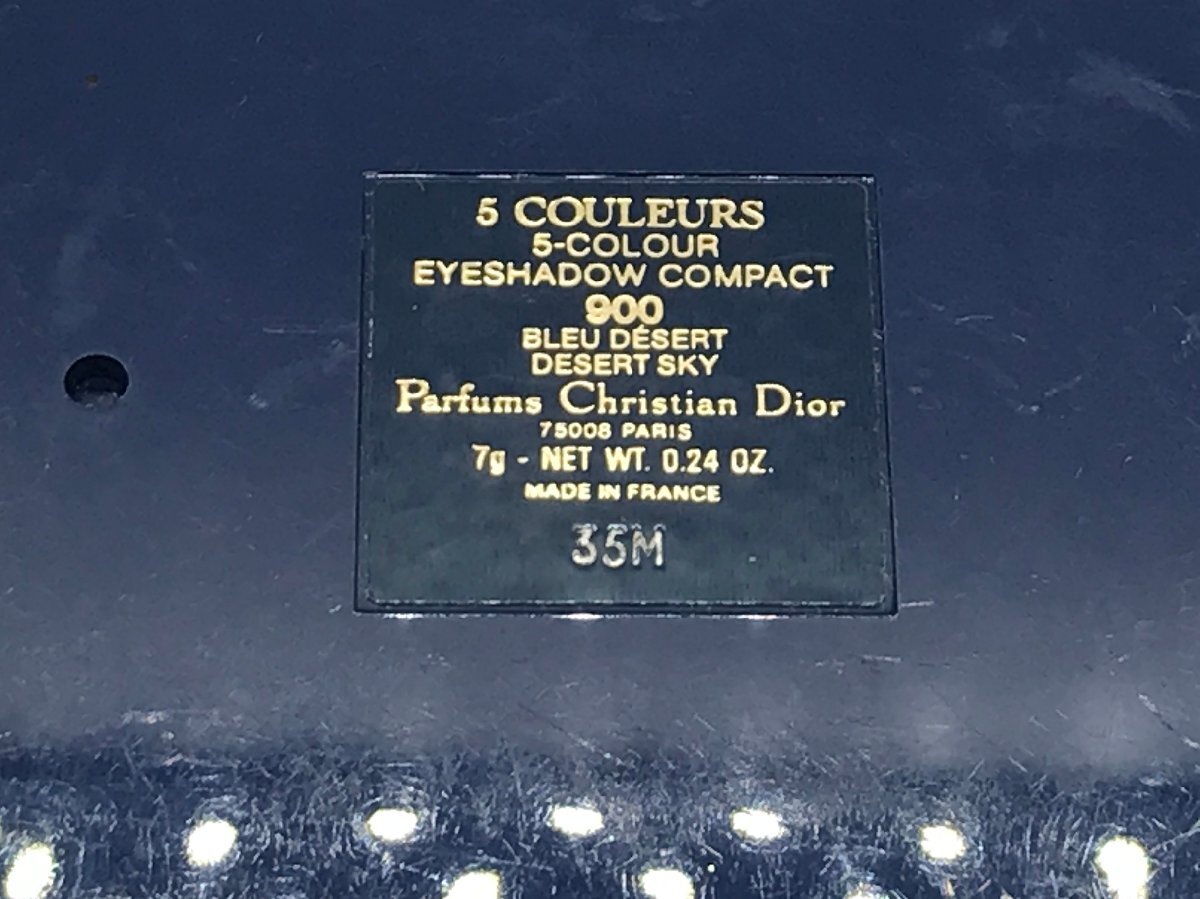 5 COULEURS
5-COLOUR
EYESHADOW COMPACT
900
BLEU DÉSERT
DESERT SKY
Parfums Christian Dior
75008 PARIS
7g - NET WT. 0.24 OZ.
MADE IN FRANCE
35M